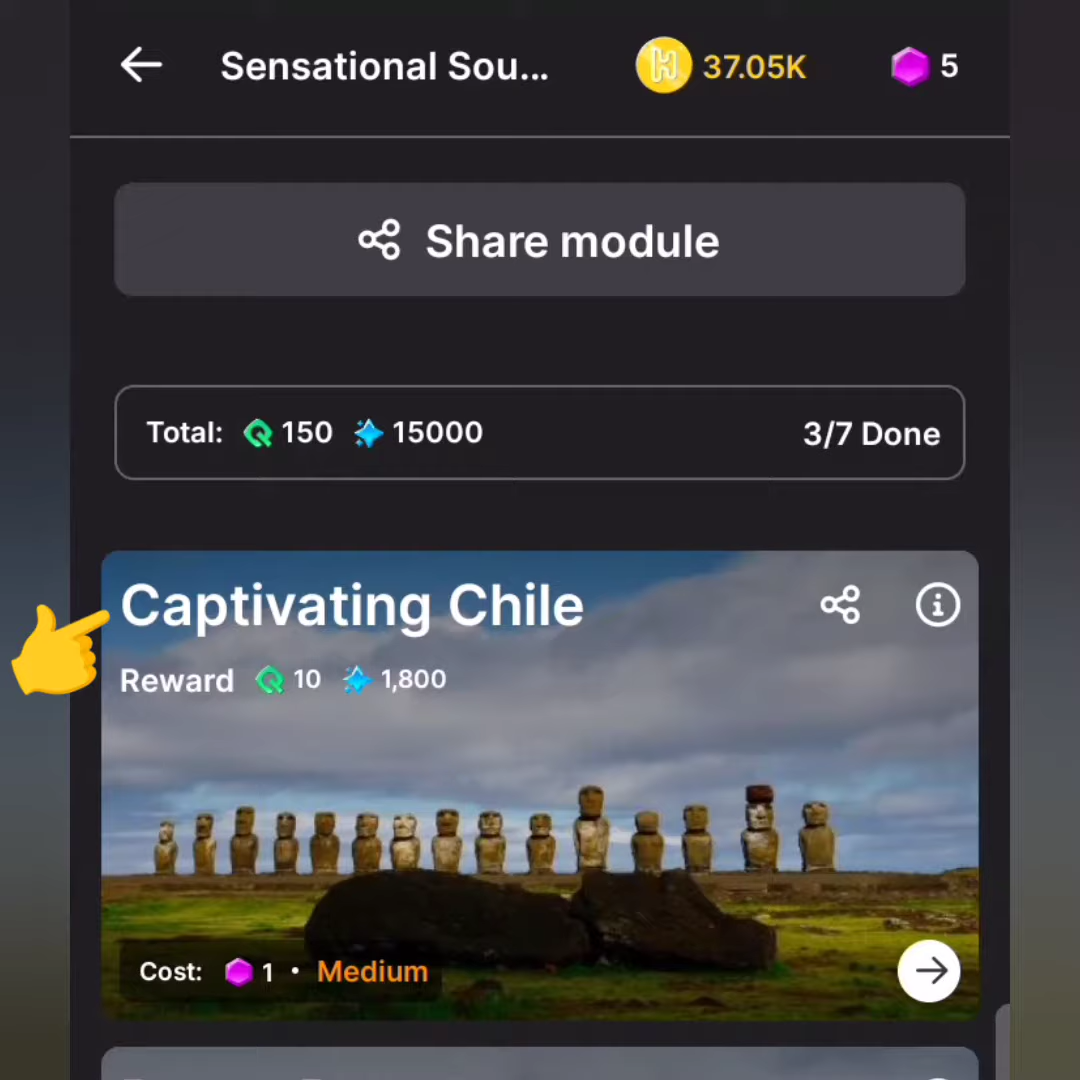 Sensational Sou...
37.05K
5
Share module
Total: 150 15000
3/7 Done
Captivating Chile
Reward 10 1,800
Cost: 1 • Medium